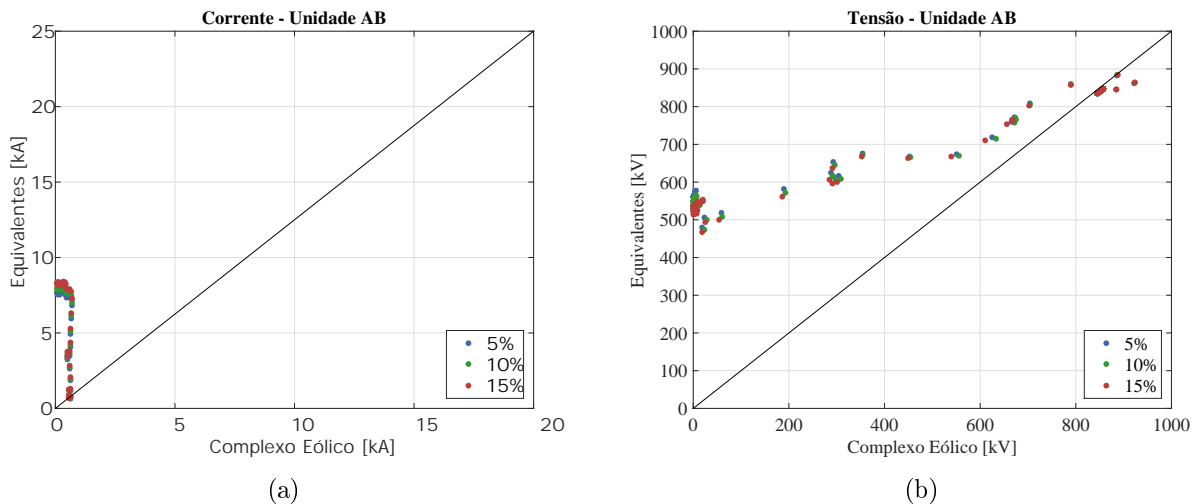 Corrente - Unidade AB
25
20
15
10
5
0
Equivalentes [kA]
0 5 10 15 20
Complexo Eólico [kA]
5%
10%
15%
(a)
Tensão - Unidade AB
1000
900
800
700
600
500
400
300
200
100
0
Equivalentes [kV]
0 200 400 600 800 1000
Complexo Eólico [kV]
5%
10%
15%
(b)